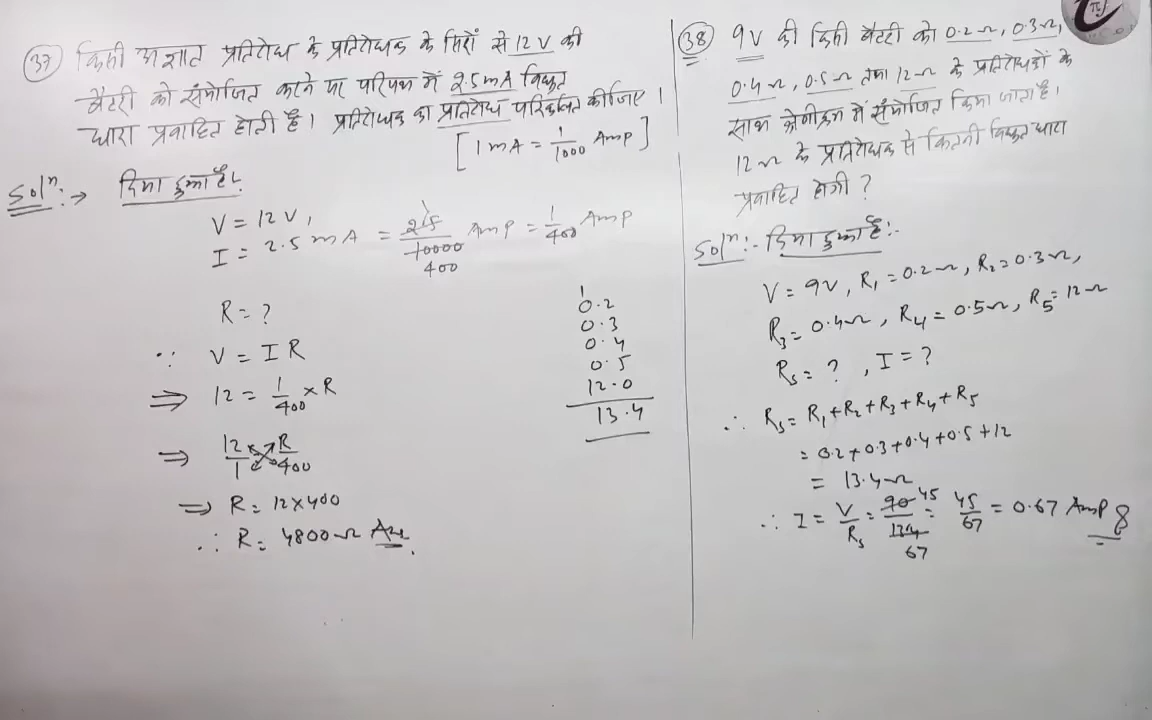 37 किसी अज्ञात प्रतिरोध के प्रतिरोधक के सिरों से 12 V की
बैटरी को संयोजित करने पर परिपथ में 2.5 mA विद्युत
धारा प्रवाहित होती है। प्रतिरोधक का प्रतिरोध परिकलित कीजिए।
[1 mA = 1/1000 Amp]
Solⁿ:→ दिया हुआ है:
V = 12 V,
I = 2.5 mA = 25/10000 Amp = 1/400 Amp
1
400
R = ?
∵ V = I R
⇒ 12 = 1/400 × R
⇒ 12/1 = R/400
⇒ R = 12×400
∴ R = 4800 Ω Ans.
1
0.2
0.3
0.4
0.5
12.0
13.4
38 9V की किसी बैटरी को 0.2 Ω, 0.3 Ω,
0.4 Ω, 0.5 Ω तथा 12 Ω के प्रतिरोधकों के
साथ श्रेणीक्रम में संयोजित किया जाता है।
12 Ω के प्रतिरोधक से कितनी विद्युत धारा
प्रवाहित होगी ?
Solⁿ:- दिया हुआ है:-
V = 9V, R₁ = 0.2 Ω, R₂ = 0.3 Ω,
R₃ = 0.4 Ω, R₄ = 0.5 Ω, R₅ = 12 Ω
Rₛ = ?, I = ?
∴ Rₛ = R₁+R₂+R₃+R₄+R₅
= 0.2+0.3+0.4+0.5+12
= 13.4 Ω
∴ I = V/Rₛ = 90/134 = 45/67 = 0.67 Amp
45
67